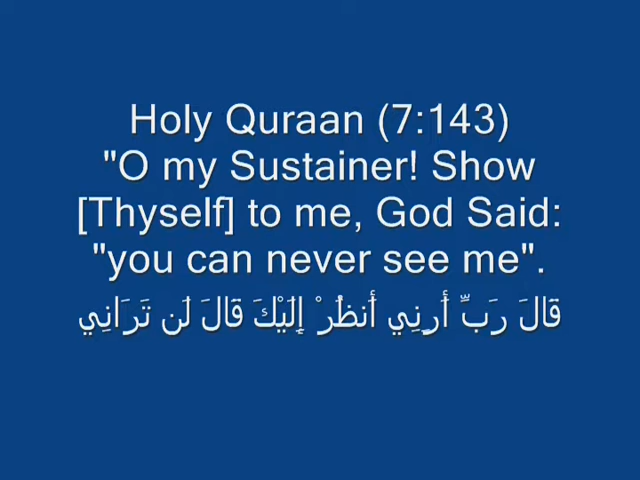 Holy Quraan (7:143)
"O my Sustainer! Show
[Thyself] to me, God Said:
"you can never see me".
قَالَ رَبِّ أَرِنِي أَنظُرْ إِلَيْكَ قَالَ لَن تَرَانِي